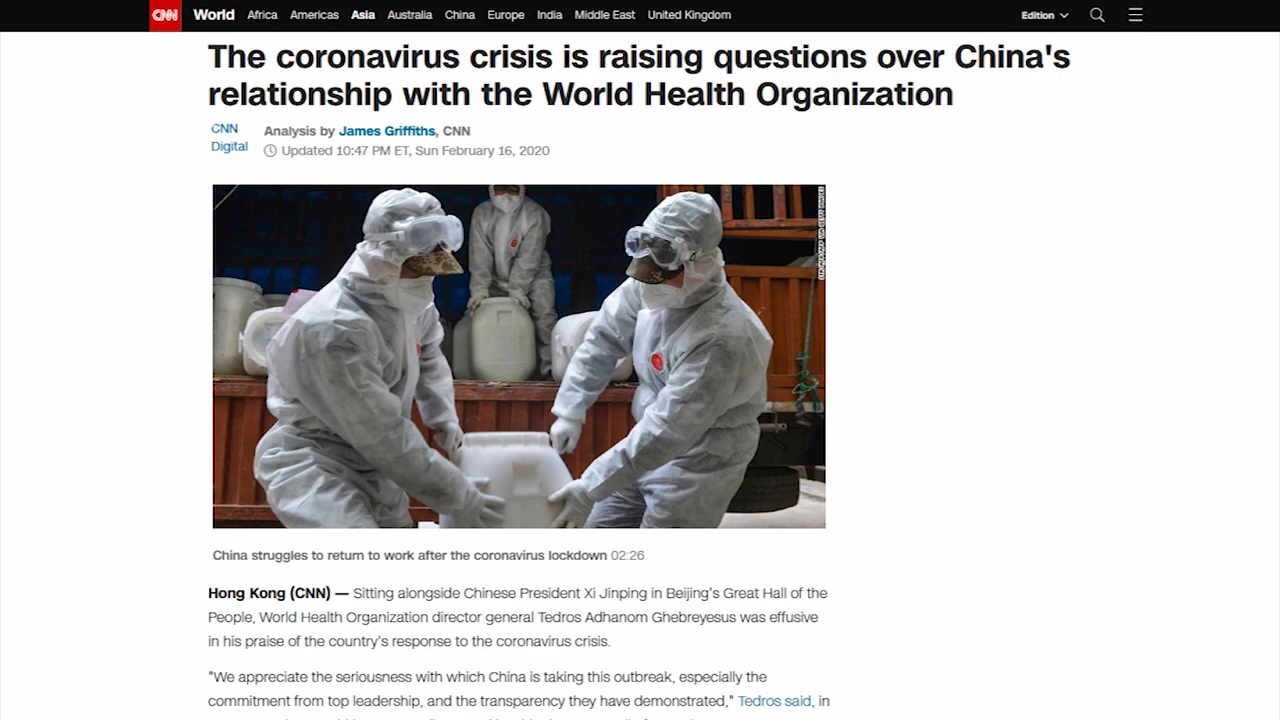 CNN World Africa Americas Asia Australia China Europe India Middle East United Kingdom Edition
The coronavirus crisis is raising questions over China's
relationship with the World Health Organization
CNN
Digital
Analysis by James Griffiths, CNN
Updated 10:47 PM ET, Sun February 16, 2020
China struggles to return to work after the coronavirus lockdown 02:26
Hong Kong (CNN) — Sitting alongside Chinese President Xi Jinping in Beijing's Great Hall of the
People, World Health Organization director general Tedros Adhanom Ghebreyesus was effusive
in his praise of the country's response to the coronavirus crisis.
"We appreciate the seriousness with which China is taking this outbreak, especially the
commitment from top leadership, and the transparency they have demonstrated," Tedros said, in